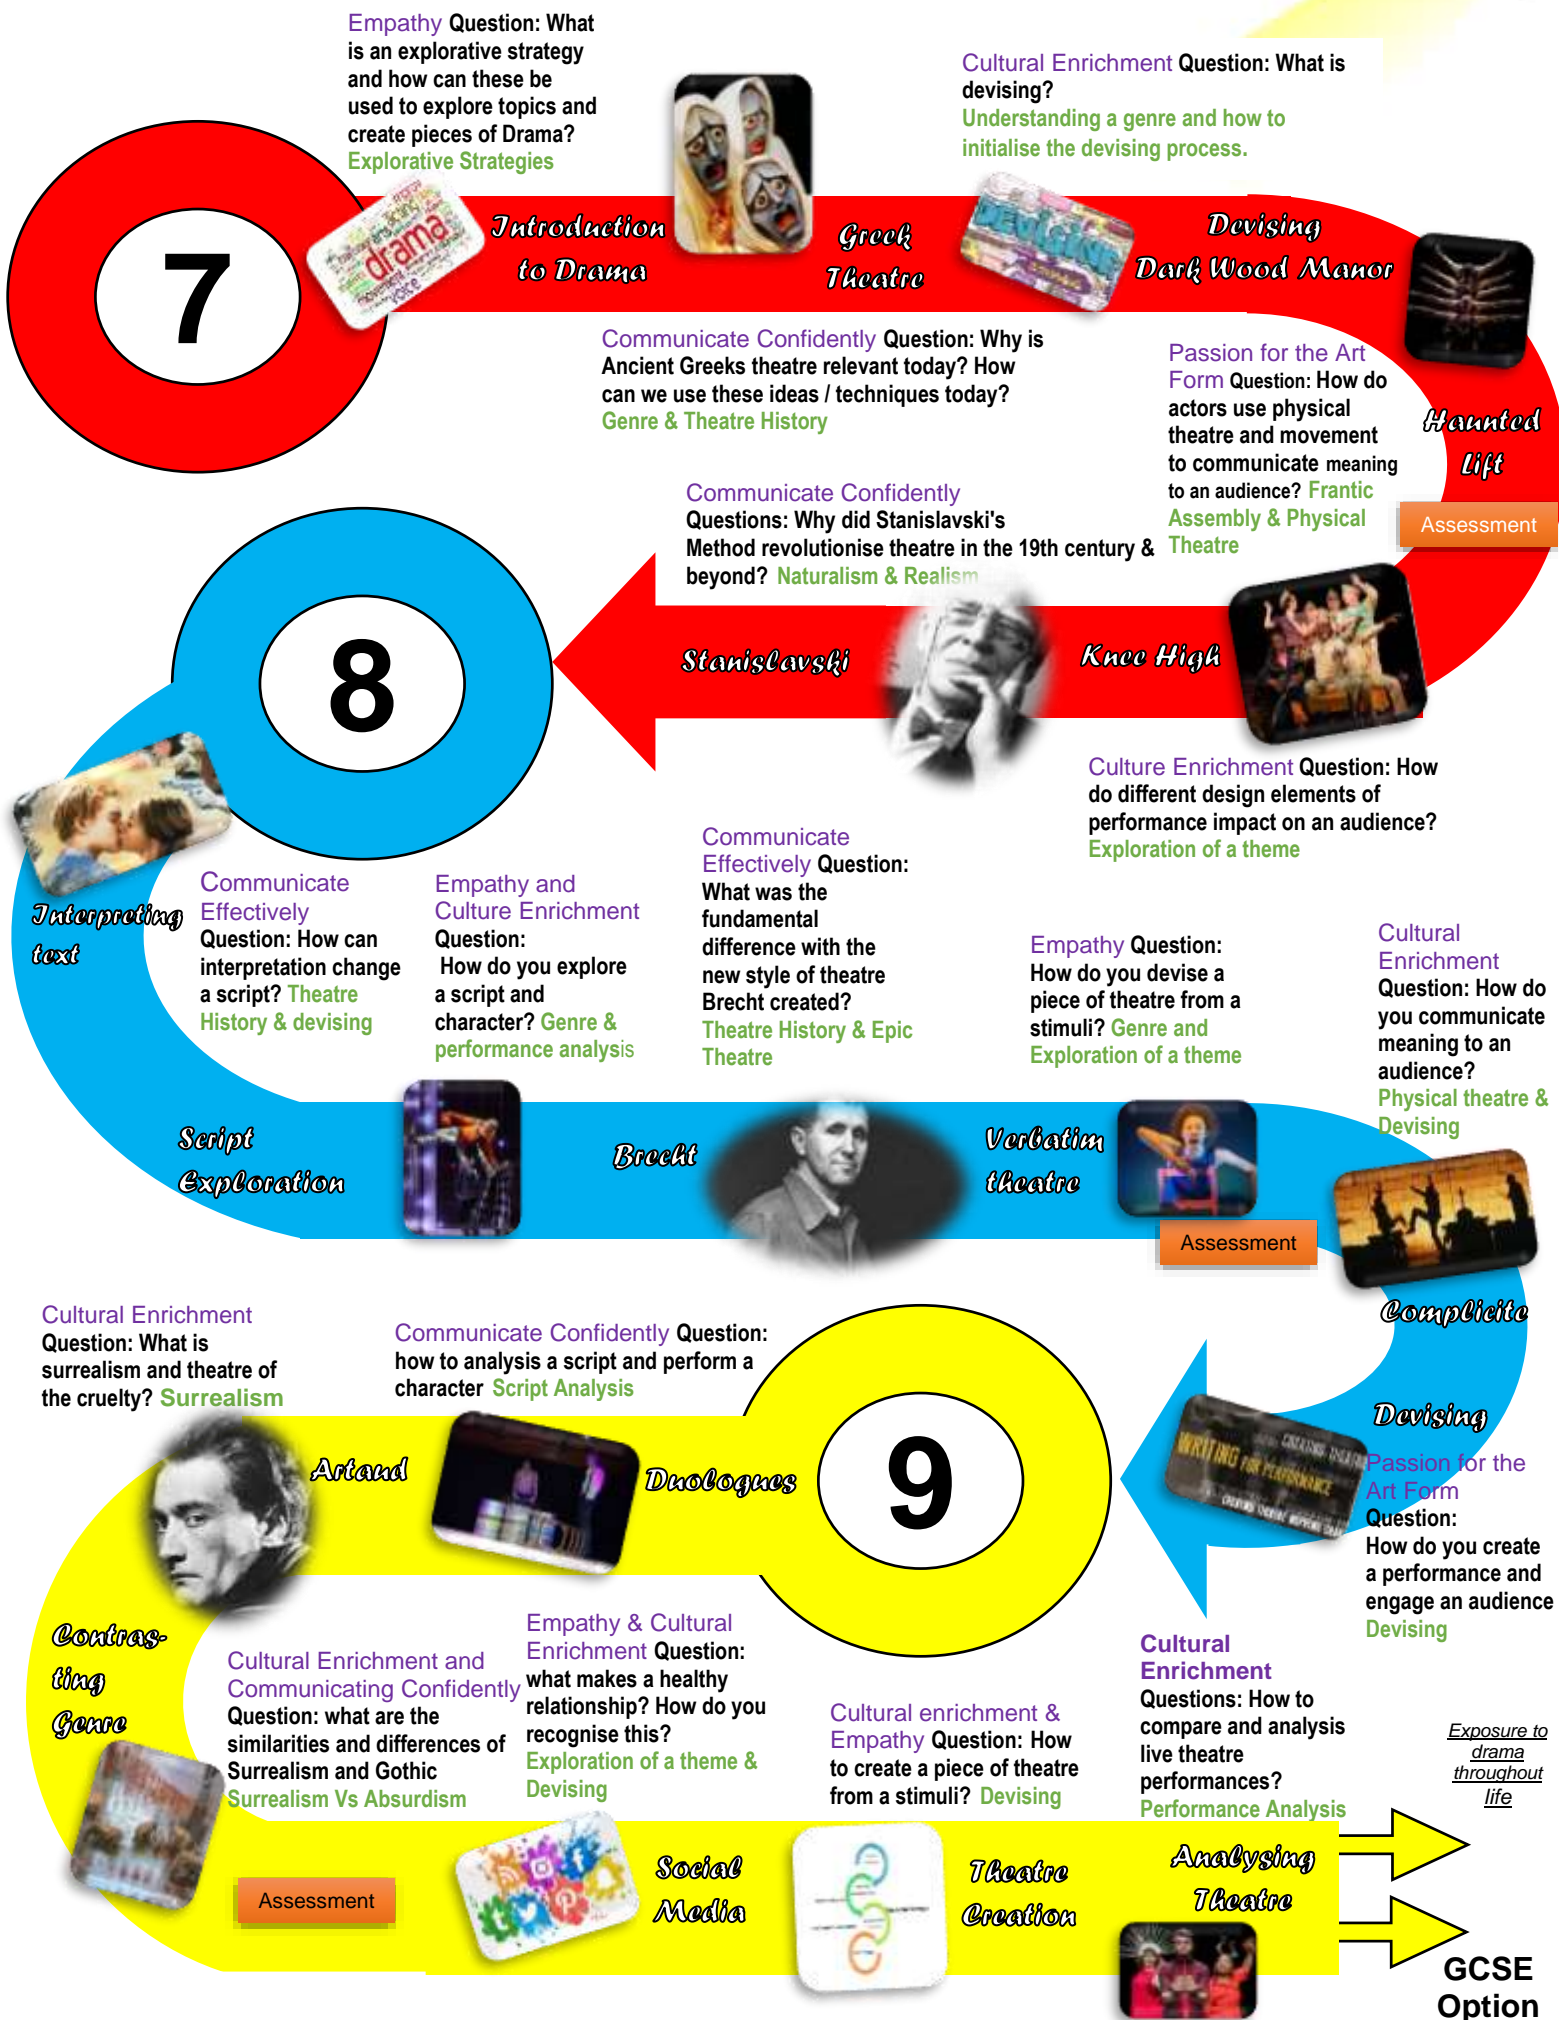 Empathy Question: What
is an explorative strategy
and how can these be
used to explore topics and
create pieces of Drama?
Explorative Strategies
Cultural Enrichment Question: What is
devising?
Understanding a genre and how to
initialise the devising process.
7
drama
acting
voice
Introduction
to Drama
Greek
Theatre
DEVISING
Devising
Dark Wood Manor
Communicate Confidently Question: Why is
Ancient Greeks theatre relevant today? How
can we use these ideas / techniques today?
Genre & Theatre History
Passion for the Art
Form Question: How do
actors use physical
theatre and movement
to communicate meaning
to an audience? Frantic
Assembly & Physical
Theatre
Haunted
Lift
Assessment
Communicate Confidently
Questions: Why did Stanislavski's
Method revolutionise theatre in the 19th century &
beyond? Naturalism & Realism
8
Stanislavski
Knee High
Culture Enrichment Question: How
do different design elements of
performance impact on an audience?
Exploration of a theme
Interpreting
text
Communicate
Effectively
Question: How can
interpretation change
a script? Theatre
History & devising
Empathy and
Culture Enrichment
Question:
How do you explore
a script and
character? Genre &
performance analysis
Communicate
Effectively Question:
What was the
fundamental
difference with the
new style of theatre
Brecht created?
Theatre History & Epic
Theatre
Empathy Question:
How do you devise a
piece of theatre from a
stimuli? Genre and
Exploration of a theme
Cultural
Enrichment
Question: How do
you communicate
meaning to an
audience?
Physical theatre &
Devising
Script
Exploration
Brecht
Verbatim
theatre
Assessment
Complicite
Devising
WRITING FOR PERFORMANCE
Passion for the
Art Form
Question:
How do you create
a performance and
engage an audience
Devising
Cultural Enrichment
Question: What is
surrealism and theatre of
the cruelty? Surrealism
Communicate Confidently Question:
how to analysis a script and perform a
character Script Analysis
9
Artaud
Duologues
Contras-
ting
Genre
Cultural Enrichment and
Communicating Confidently
Question: what are the
similarities and differences of
Surrealism and Gothic
Surrealism Vs Absurdism
Empathy & Cultural
Enrichment Question:
what makes a healthy
relationship? How do you
recognise this?
Exploration of a theme &
Devising
Cultural enrichment &
Empathy Question: How
to create a piece of theatre
from a stimuli? Devising
Cultural
Enrichment
Questions: How to
compare and analysis
live theatre
performances?
Performance Analysis
Exposure to
drama
throughout
life
Assessment
Social
Media
Theatre
Creation
Analysing
Theatre
GCSE
Option